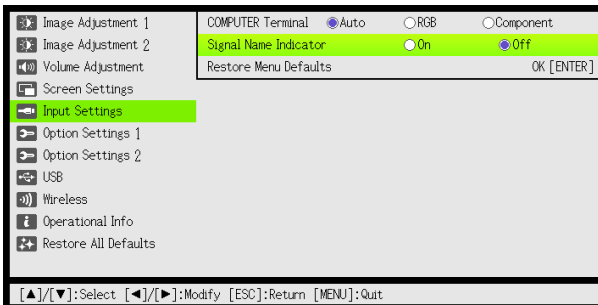 Image Adjustment 1
Image Adjustment 2
Volume Adjustment
Screen Settings
Input Settings
Option Settings 1
Option Settings 2
USB
Wireless
Operational Info
Restore All Defaults
COMPUTER Terminal Auto RGB Component
Signal Name Indicator On Off
Restore Menu Defaults OK [ENTER]
[▲]/[▼]:Select [◄]/[►]:Modify [ESC]:Return [MENU]:Quit